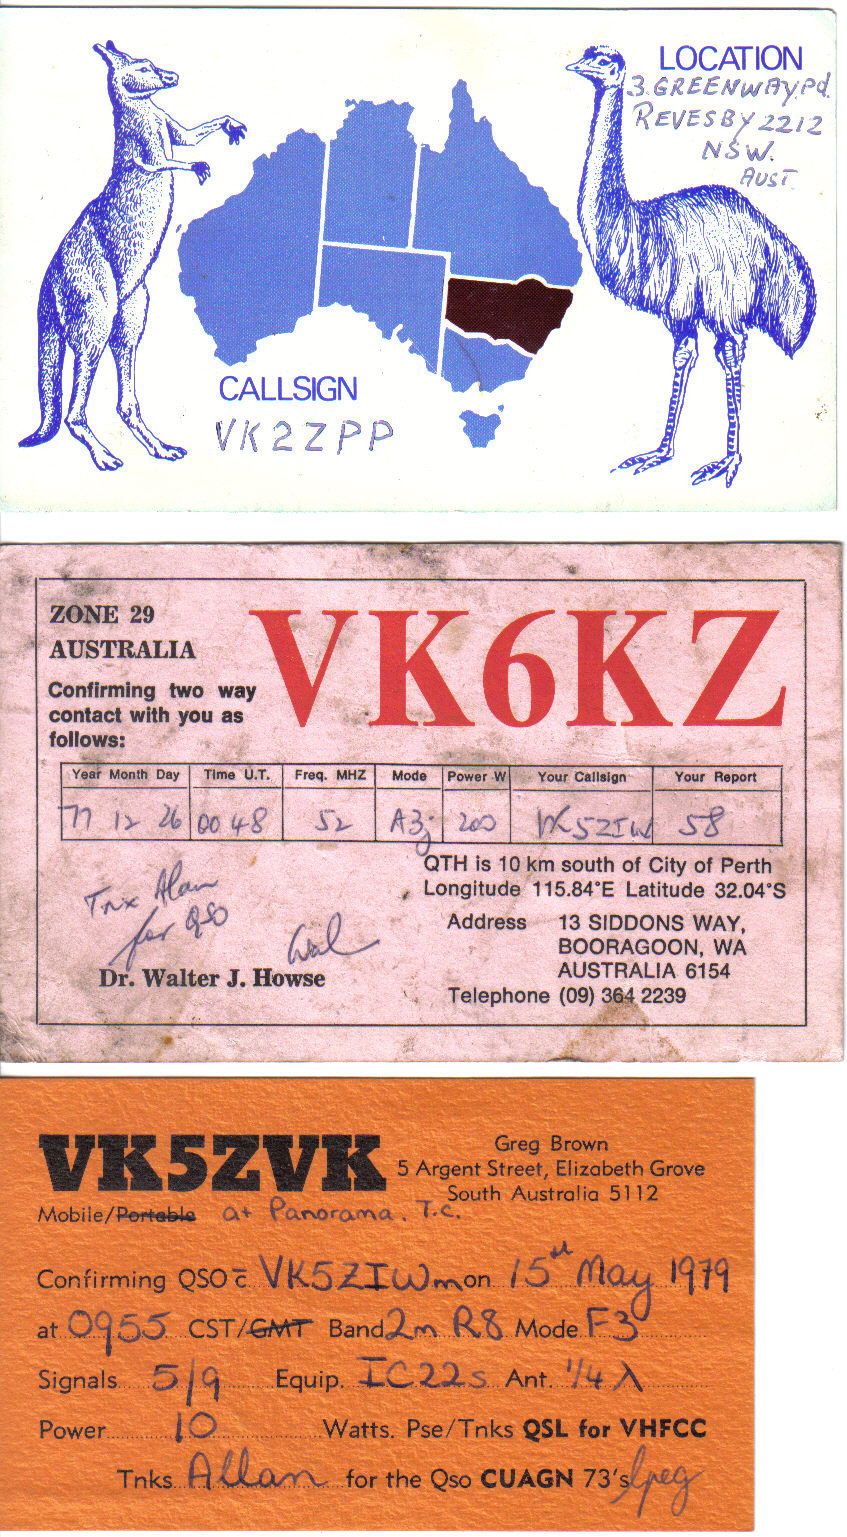 LOCATION
3 GREENWAY Pd.
REVESBY 2212
NSW.
AUST.
CALLSIGN
VK2ZPP
ZONE 29
AUSTRALIA
VK6KZ
Confirming two way
contact with you as
follows:
Year Month Day Time U.T. Freq. MHZ Mode Power W Your Callsign Your Report
77 12 26 0048 52 A3j 200 VK5ZIW 58
QTH is 10 km south of City of Perth
Longitude 115.84°E Latitude 32.04°S
Tnx Alan
for QSO
Wal
Dr. Walter J. Howse
Address 13 SIDDONS WAY,
BOORAGOON, WA
AUSTRALIA 6154
Telephone (09) 364 2239
VK5ZVK
Greg Brown
5 Argent Street, Elizabeth Grove
South Australia 5112
Mobile/Portable at Panorama. T.C.
Confirming QSO c̄ VK5ZIWm on 15st May 1979
at 0955 CST/GMT Band 2m R8 Mode F3
Signals 5/9 Equip. IC22s Ant. 1/4 λ
Power 10 Watts. Pse/Tnks QSL for VHFCC
Tnks Allan for the Qso CUAGN 73's Greg